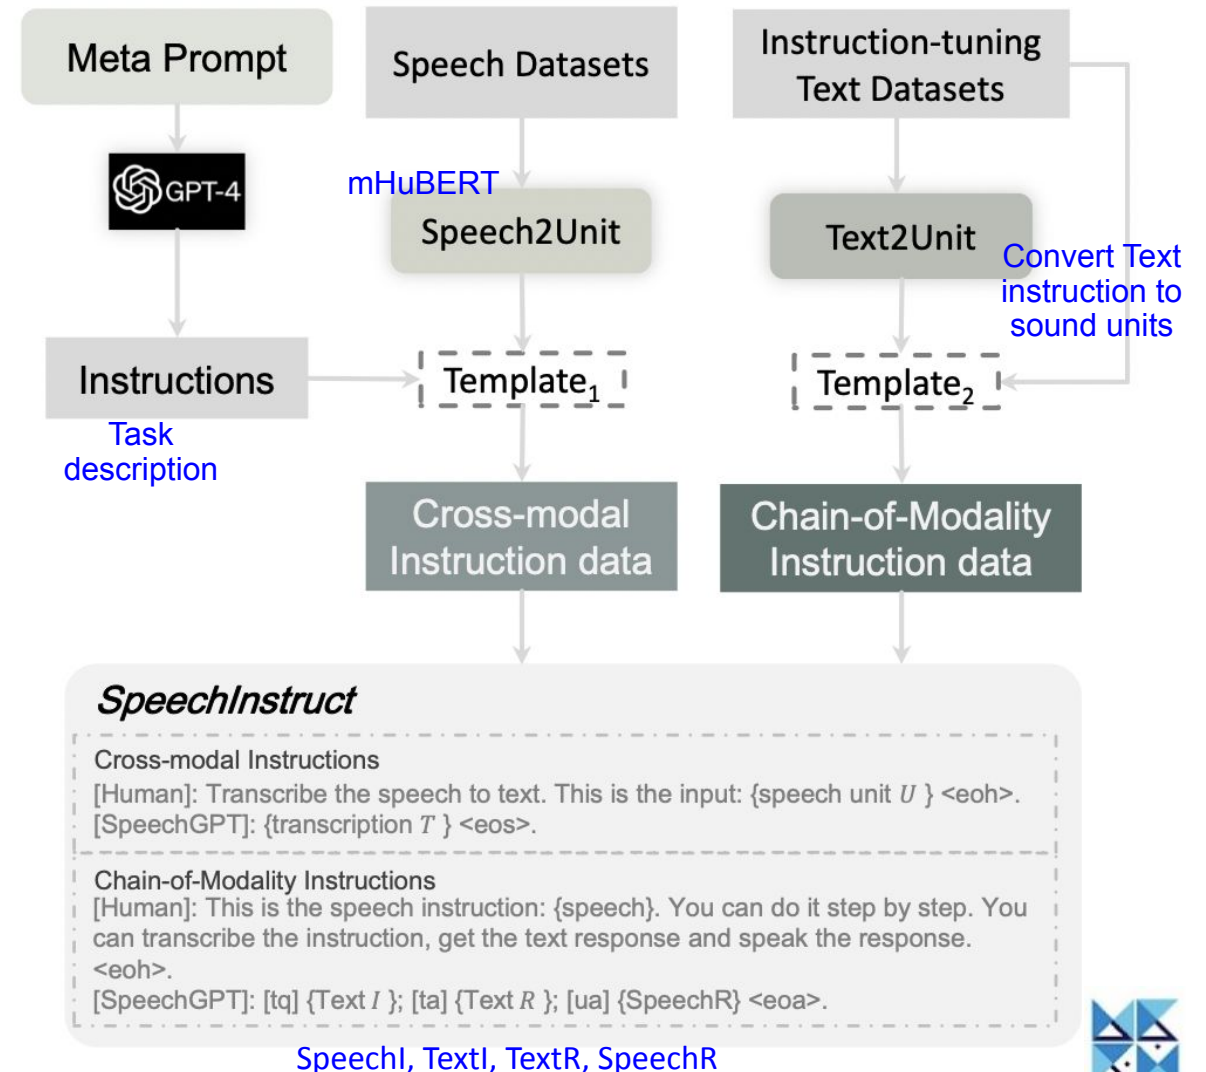 Meta Prompt
Speech Datasets
Instruction-tuning
Text Datasets
GPT-4
mHuBERT
Speech2Unit
Text2Unit
Convert Text
instruction to
sound units
Instructions
Template1
Template2
Task
description
Cross-modal
Instruction data
Chain-of-Modality
Instruction data
SpeechInstruct
Cross-modal Instructions
[Human]: Transcribe the speech to text. This is the input: {speech unit U } <eoh>.
[SpeechGPT]: {transcription T } <eos>.
Chain-of-Modality Instructions
[Human]: This is the speech instruction: {speech}. You can do it step by step. You
can transcribe the instruction, get the text response and speak the response.
<eoh>.
[SpeechGPT]: [tq] {Text I }; [ta] {Text R }; [ua] {SpeechR} <eoa>.
SpeechI, TextI, TextR, SpeechR